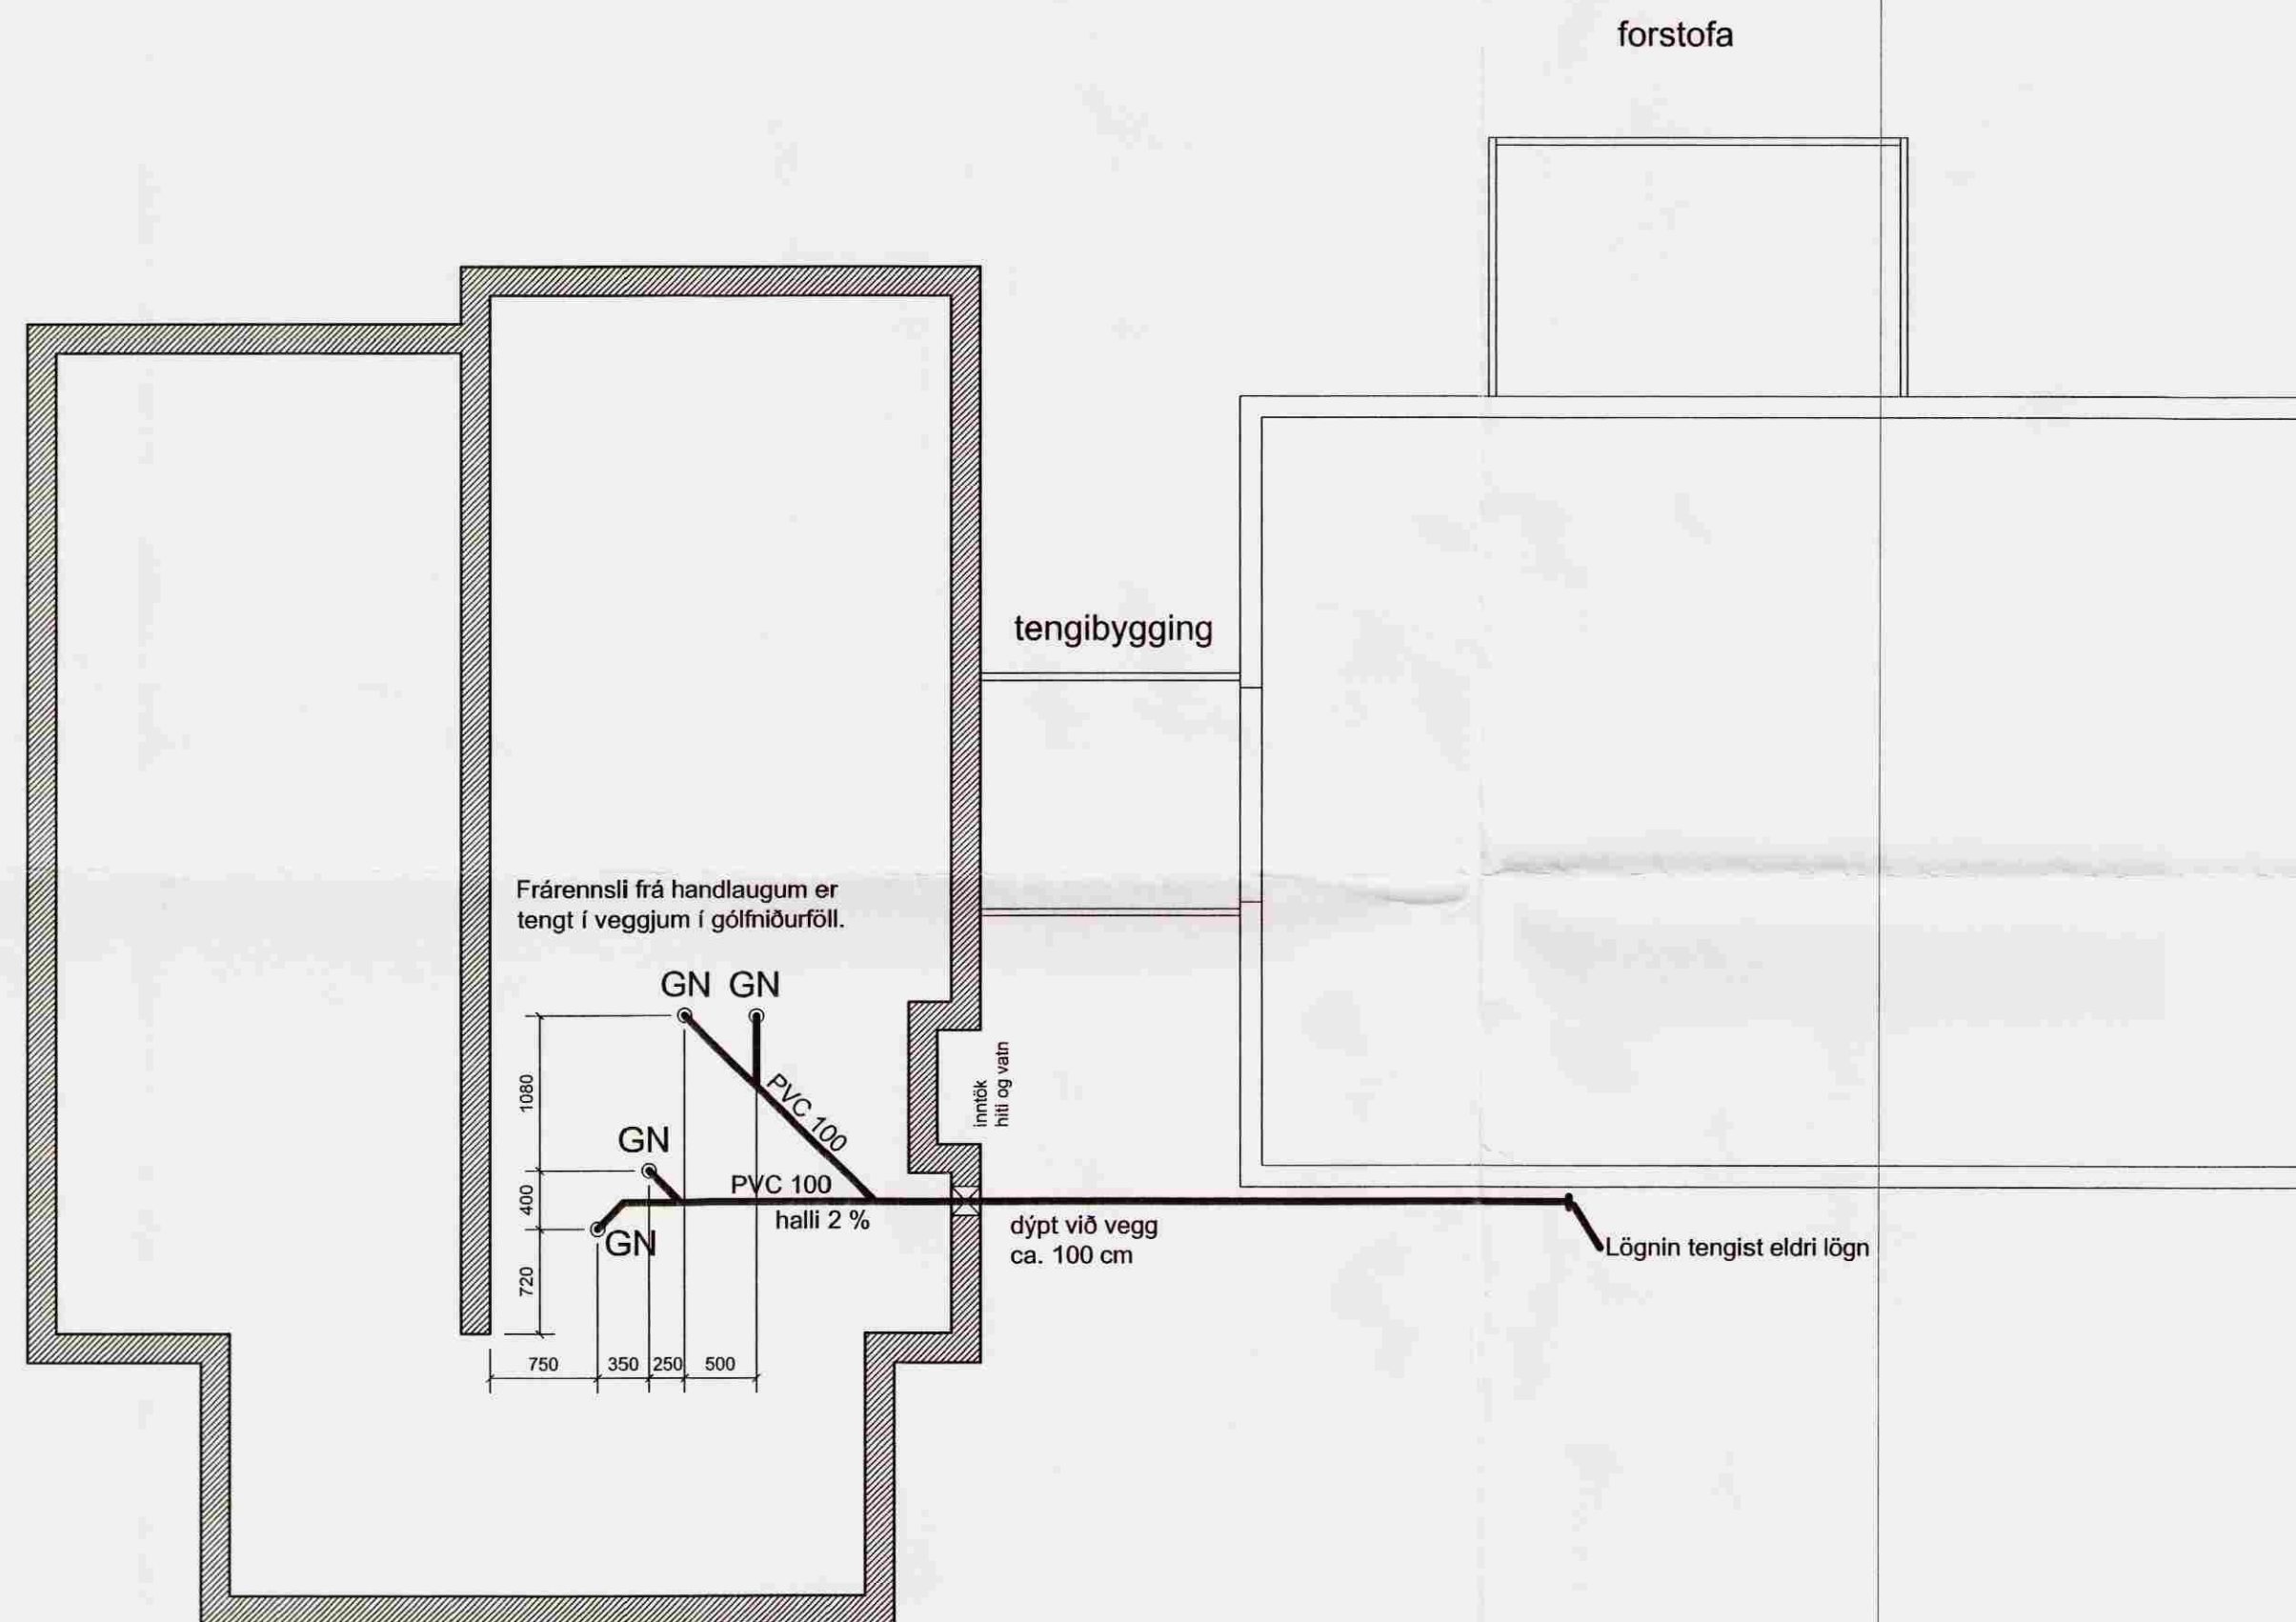 forstofa
tengibygging
Frárennsli frá handlaugum er
tengt í veggjum í gólfniðurföll.
GN GN
PVC 100
inntök
hiti og vatn
1080
GN
400
PVC 100
halli 2 %
GN
720
dýpt við vegg
ca. 100 cm
Lögnin tengist eldri lögn
750 350 250 500